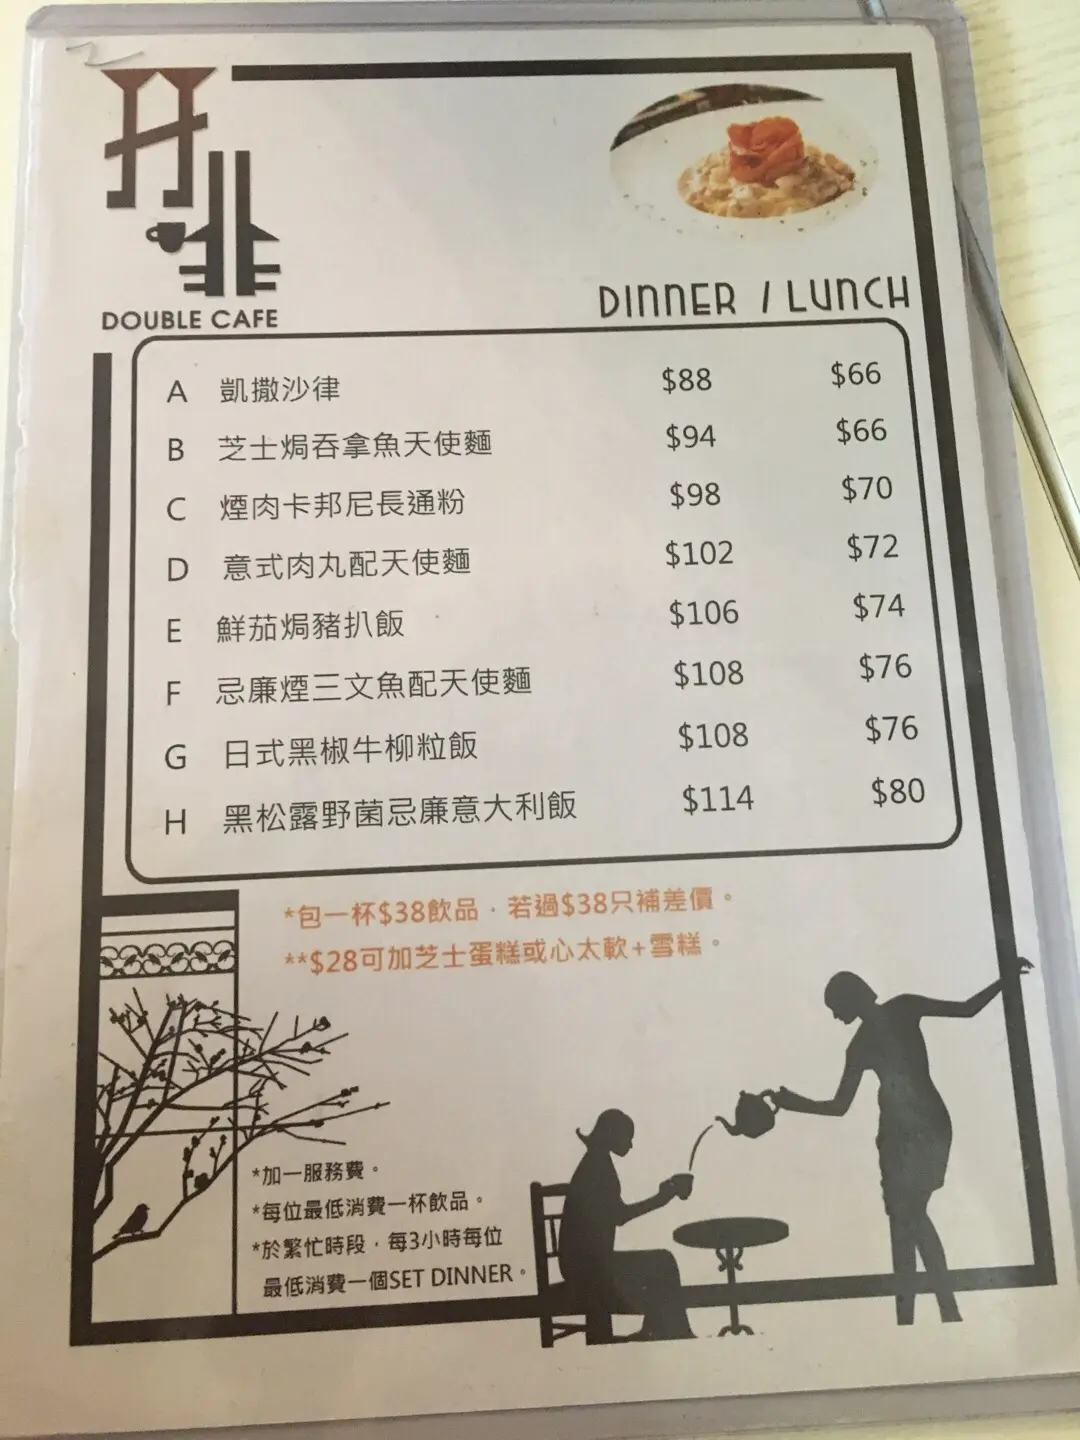 DOUBLE CAFE
DINNER / LUNCH
A 凱撒沙律 $88 $66
B 芝士焗吞拿魚天使麵 $94 $66
C 煙肉卡邦尼長通粉 $98 $70
D 意式肉丸配天使麵 $102 $72
E 鮮茄焗豬扒飯 $106 $74
F 忌廉煙三文魚配天使麵 $108 $76
G 日式黑椒牛柳粒飯 $108 $76
H 黑松露野菌忌廉意大利飯 $114 $80
*包一杯$38飲品，若過$38只補差價。
**$28可加芝士蛋糕或心太軟+雪糕。
*加一服務費。
*每位最低消費一杯飲品。
*於繁忙時段，每3小時每位
最低消費一個SET DINNER。